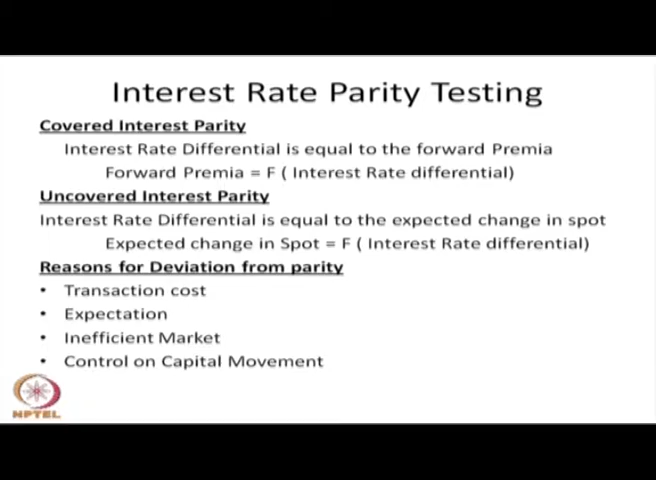 Interest Rate Parity Testing
Covered Interest Parity
Interest Rate Differential is equal to the forward Premia
Forward Premia = F ( Interest Rate differential)
Uncovered Interest Parity
Interest Rate Differential is equal to the expected change in spot
Expected change in Spot = F ( Interest Rate differential)
Reasons for Deviation from parity
• Transaction cost
• Expectation
• Inefficient Market
• Control on Capital Movement
NPTEL